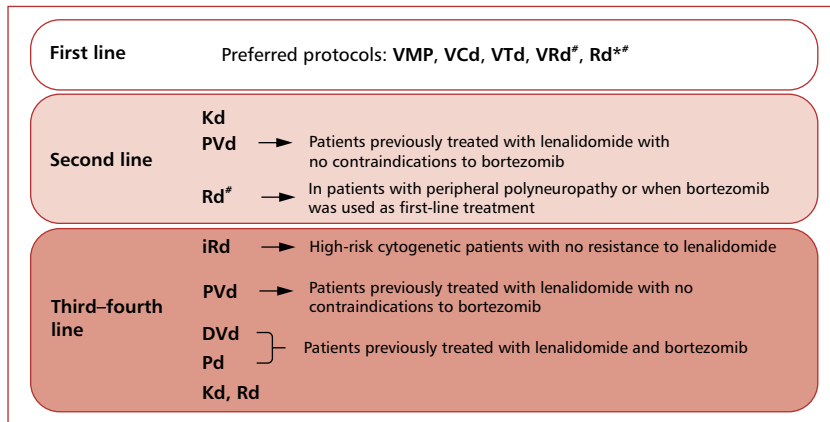 First line
Preferred protocols: VMP, VCd, VTd, VRd#, Rd*#
Second line
Kd
PVd → Patients previously treated with lenalidomide with
no contraindications to bortezomib
Rd# → In patients with peripheral polyneuropathy or when bortezomib
was used as first-line treatment
Third–fourth
line
iRd → High-risk cytogenetic patients with no resistance to lenalidomide
PVd → Patients previously treated with lenalidomide with no
contraindications to bortezomib
DVd
Pd
Patients previously treated with lenalidomide and bortezomib
Kd, Rd